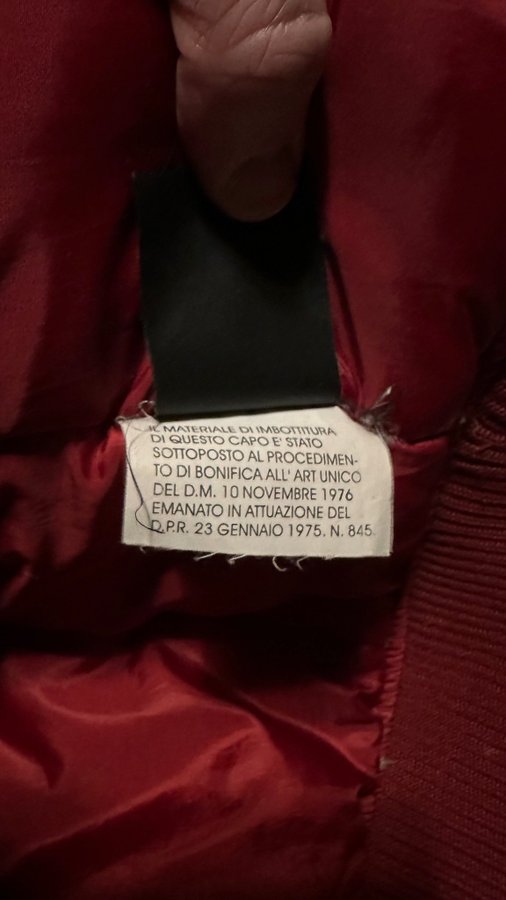 IL MATERIALE DI IMBOTTITURA
DI QUESTO CAPO E' STATO
SOTTOPOSTO AL PROCEDIMEN-
TO DI BONIFICA ALL' ART UNICO
DEL D.M. 10 NOVEMBRE 1976
EMANATO IN ATTUAZIONE DEL
D.P.R. 23 GENNAIO 1975. N. 845.